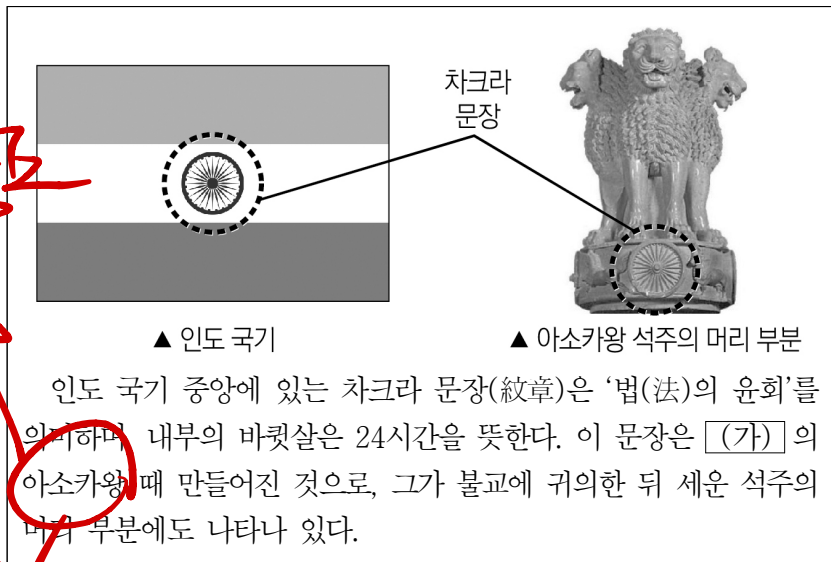 차크라
문장
▲ 인도 국기
▲ 아소카왕 석주의 머리 부분
인도 국기 중앙에 있는 차크라 문장(紋章)은 ‘법(法)의 윤회’를
의미하며, 내부의 바큇살은 24시간을 뜻한다. 이 문장은 (가) 의
아소카왕 때 만들어진 것으로, 그가 불교에 귀의한 뒤 세운 석주의
머리 부분에도 나타나 있다.